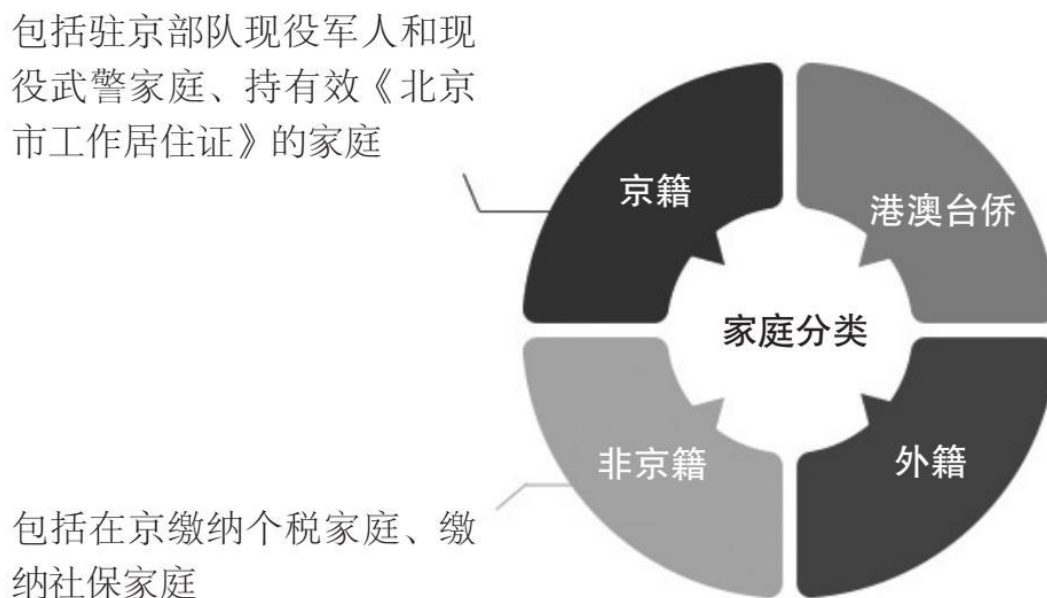 包括驻京部队现役军人和现
役武警家庭、持有效《北京
市工作居住证》的家庭
京籍
港澳台侨
家庭分类
非京籍
外籍
包括在京缴纳个税家庭、缴
纳社保家庭